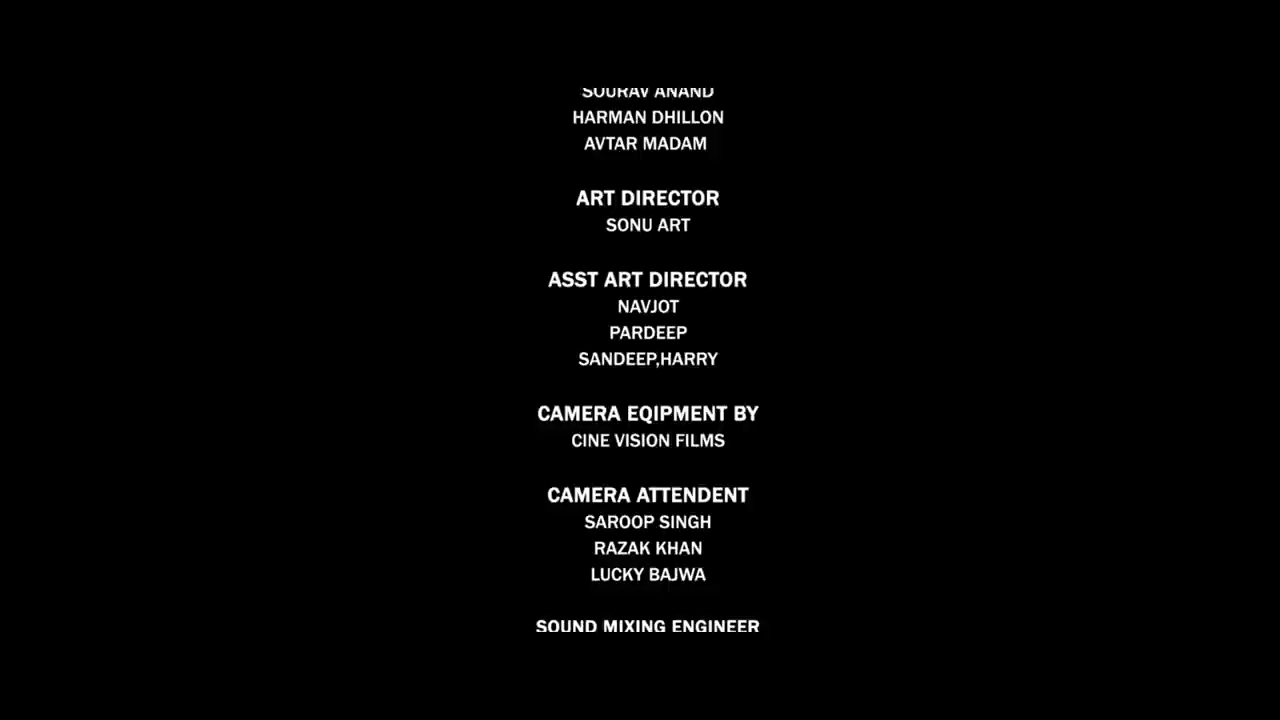 SOURAV ANAND
HARMAN DHILLON
AVTAR MADAM
ART DIRECTOR
SONU ART
ASST ART DIRECTOR
NAVJOT
PARDEEP
SANDEEP,HARRY
CAMERA EQIPMENT BY
CINE VISION FILMS
CAMERA ATTENDENT
SAROOP SINGH
RAZAK KHAN
LUCKY BAJWA
SOUND MIXING ENGINEER